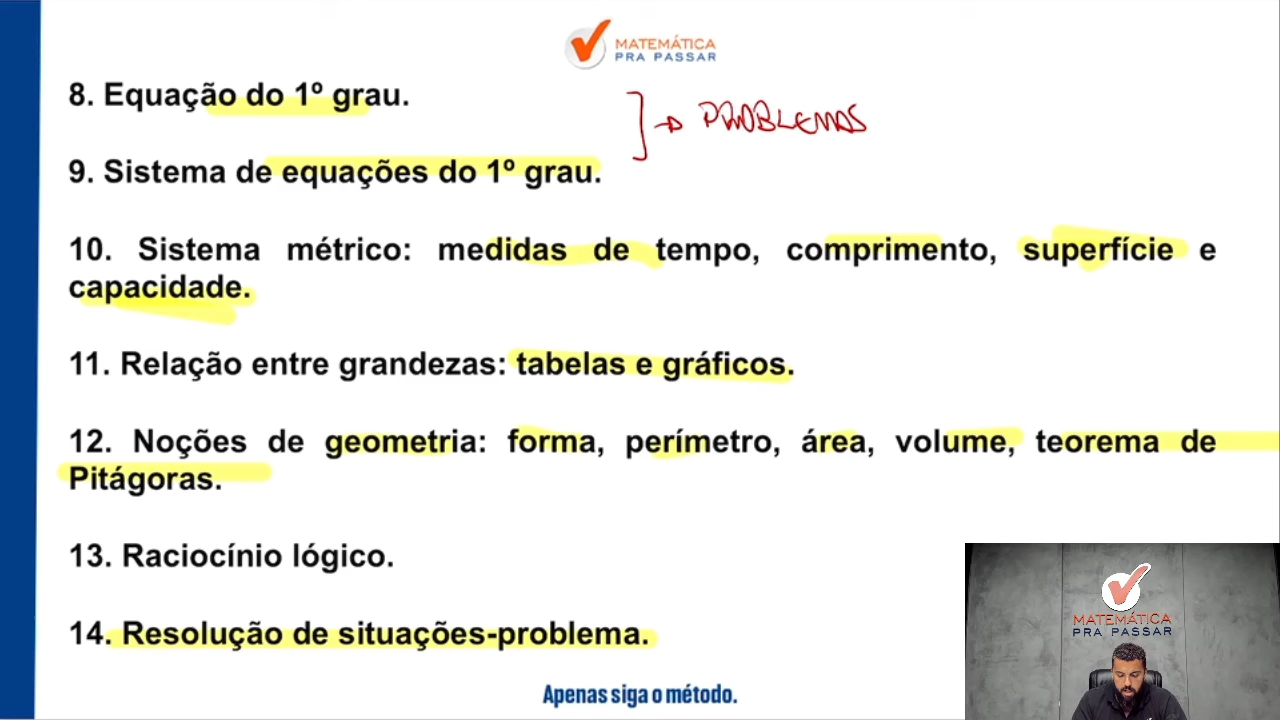 MATEMÁTICA
PRA PASSAR
8. Equação do 1º grau.
PROBLEMAS
9. Sistema de equações do 1º grau.
10. Sistema métrico: medidas de tempo, comprimento, superfície e
capacidade.
11. Relação entre grandezas: tabelas e gráficos.
12. Noções de geometria: forma, perímetro, área, volume, teorema de
Pitágoras.
13. Raciocínio lógico.
14. Resolução de situações-problema.
MATEMÁTICA
PRA PASSAR
Apenas siga o método.